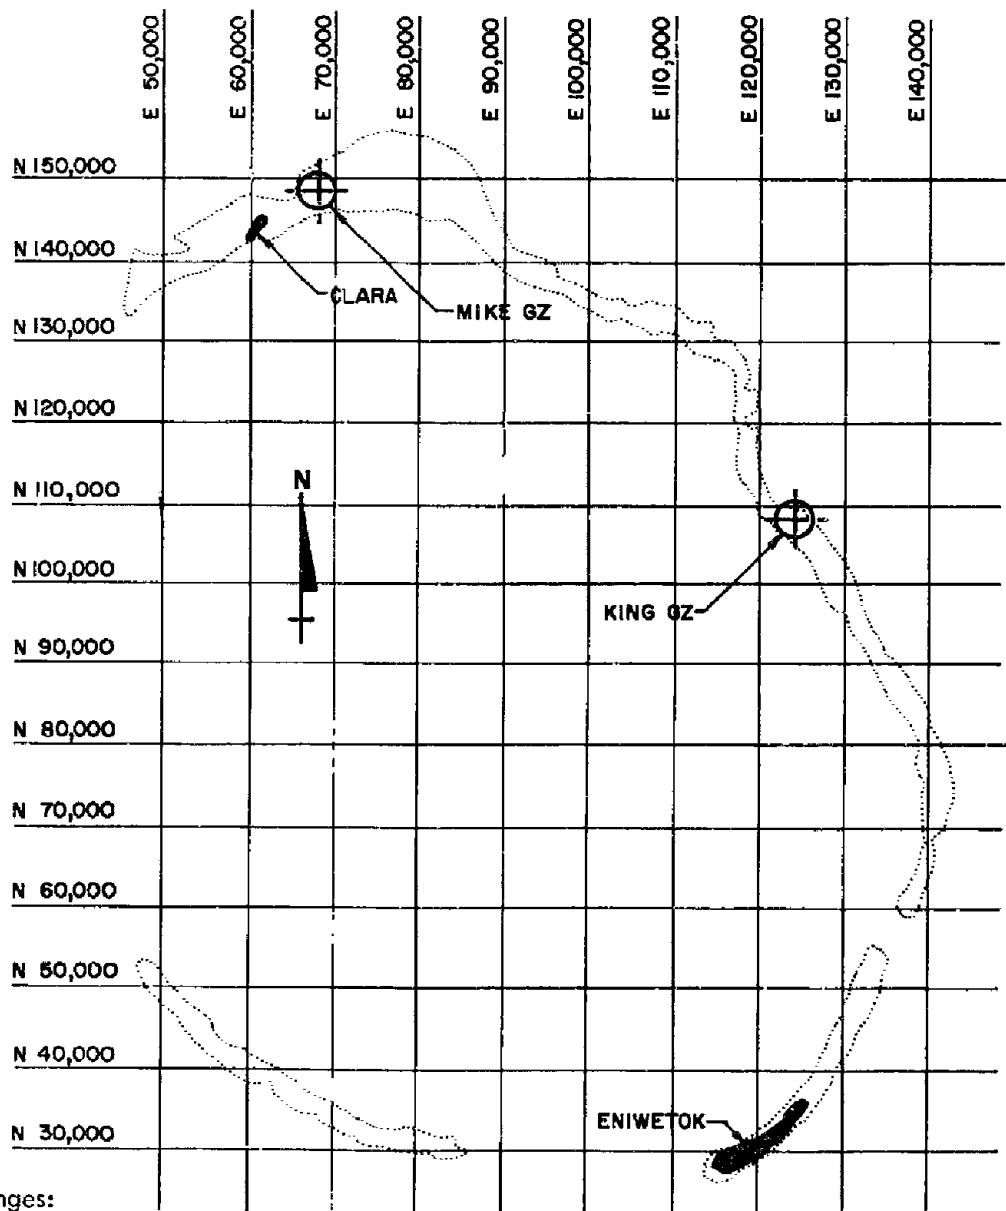 E 50,000
E 60,000
E 70,000
E 80,000
E 90,000
E 100,000
E 110,000
E 120,000
E 130,000
E 140,000
N 150,000
N 140,000
CLARA
MIKE GZ
N 130,000
N 120,000
N
N 110,000
N 100,000
KING GZ
N 90,000
N 80,000
N 70,000
N 60,000
N 50,000
N 40,000
ENIWETOK
N 30,000
nges: